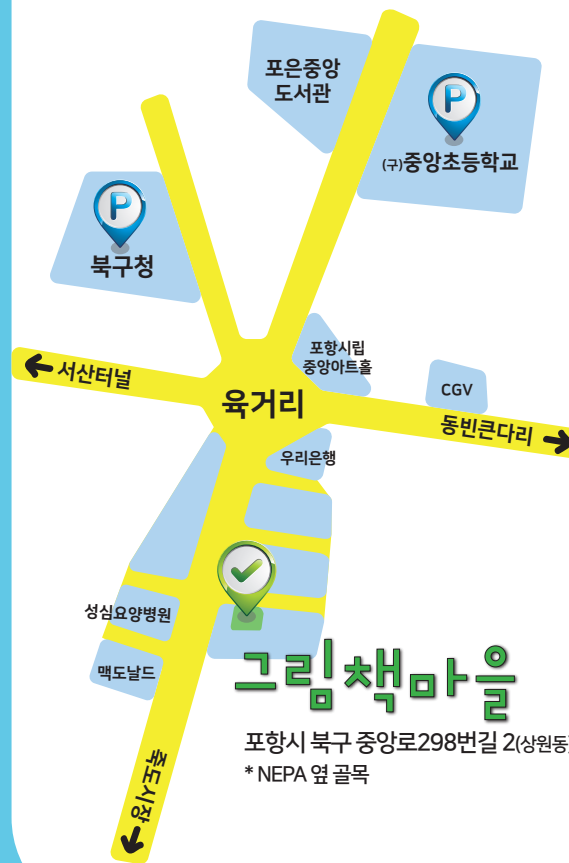 포은중앙
도서관
P
(구)중앙초등학교
P
북구청
포항시립
중앙아트홀
← 서산터널
육거리
CGV
동빈큰다리 →
우리은행
성심요양병원
맥도날드
죽도시장 →
그림책마을
포항시 북구 중앙로298번길 2(상원동)
* NEPA 옆 골목